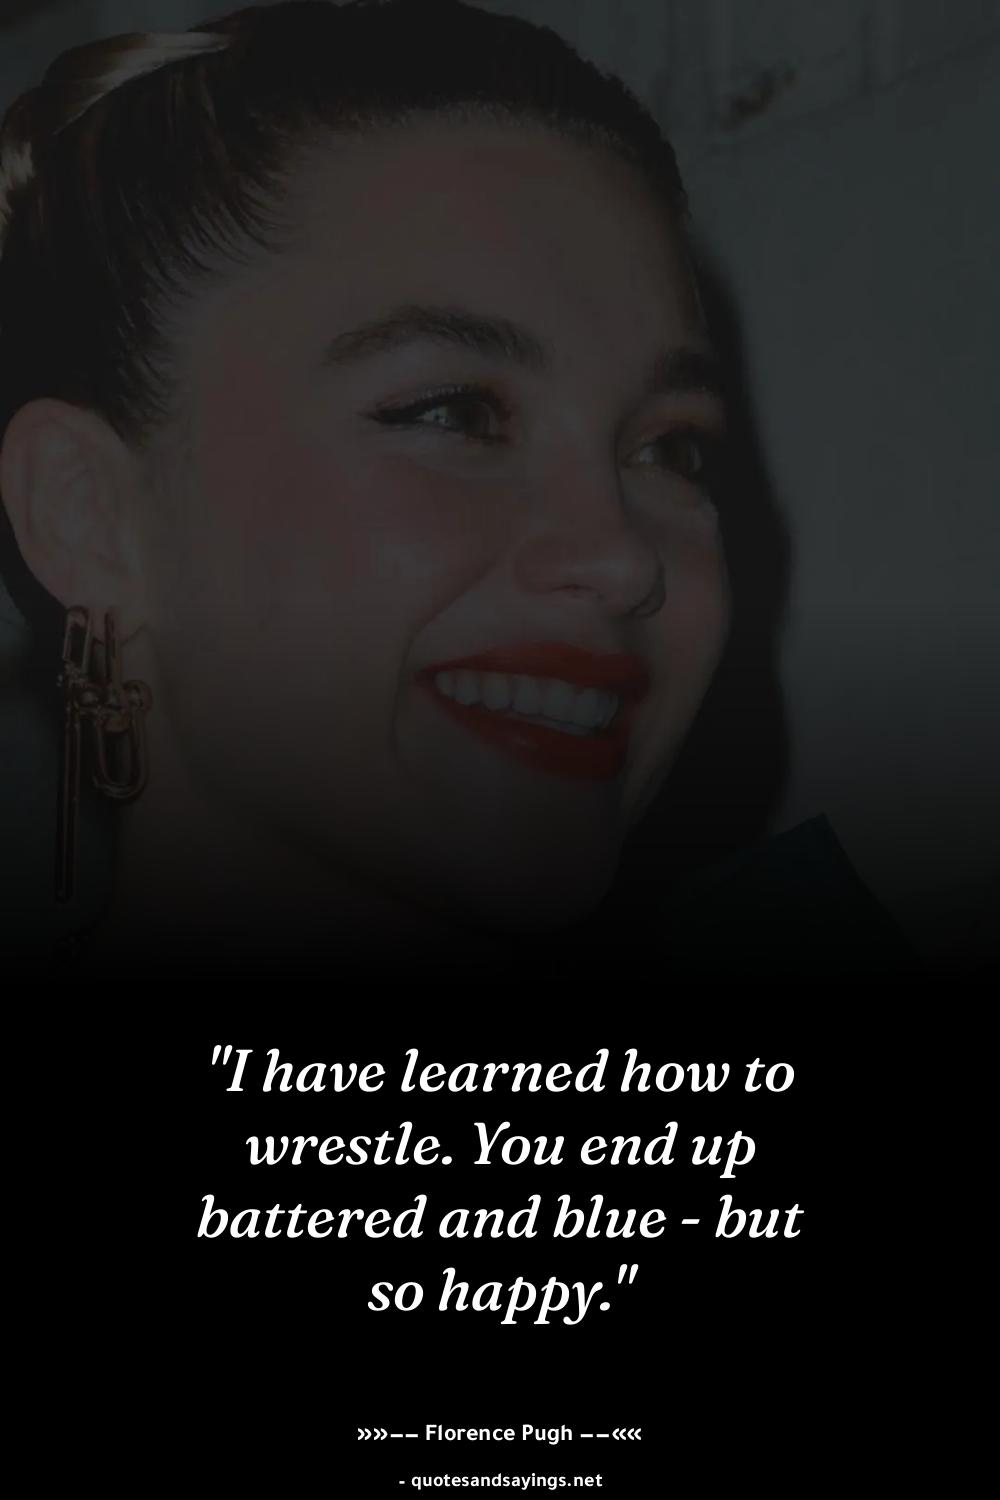 "I have learned how to
wrestle. You end up
battered and blue - but
so happy."
»»–– Florence Pugh ––««
- quotesandsayings.net